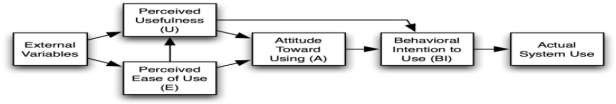 Perceived
Usefulness
(U)
External
Variables
Perceived
Ease of Use
(E)
Attitude
Toward
Using (A)
Behavioral
Intention to
Use (BI)
Actual
System Use